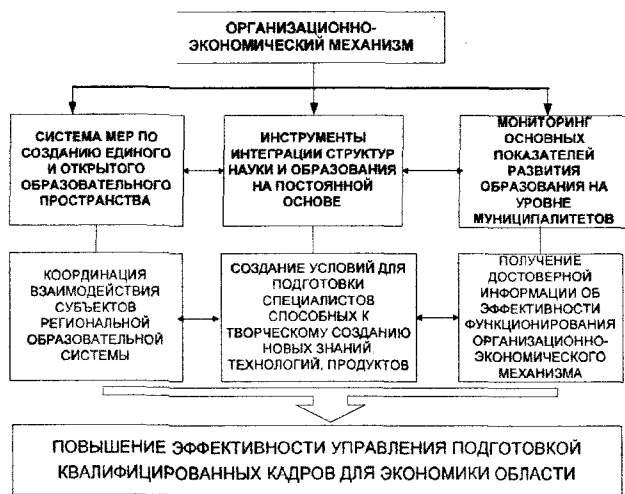 ОРГАНИЗАЦИОННО-
ЭКОНОМИЧЕСКИЙ МЕХАНИЗМ
СИСТЕМА МЕР ПО
СОЗДАНИЮ ЕДИНОГО
И ОТКРЫТОГО
ОБРАЗОВАТЕЛЬНОГО
ПРОСТРАНСТВА
ИНСТРУМЕНТЫ
ИНТЕГРАЦИИ СТРУКТУР
НАУКИ И ОБРАЗОВАНИЯ
НА ПОСТОЯННОЙ
ОСНОВЕ
МОНИТОРИНГ
ОСНОВНЫХ
ПОКАЗАТЕЛЕЙ
РАЗВИТИЯ
ОБРАЗОВАНИЯ НА
УРОВНЕ
МУНИЦИПАЛИТЕТОВ
КООРДИНАЦИЯ
ВЗАИМОДЕЙСТВИЯ
СУБЪЕКТОВ
РЕГИОНАЛЬНОЙ
ОБРАЗОВАТЕЛЬНОЙ
СИСТЕМЫ
СОЗДАНИЕ УСЛОВИЙ ДЛЯ
ПОДГОТОВКИ
СПЕЦИАЛИСТОВ
СПОСОБНЫХ К
ТВОРЧЕСКОМУ СОЗДАНИЮ
НОВЫХ ЗНАНИЙ,
ТЕХНОЛОГИЙ, ПРОДУКТОВ
ПОЛУЧЕНИЕ
ДОСТОВЕРНОЙ
ИНФОРМАЦИИ ОБ
ЭФФЕКТИВНОСТИ
ФУНКЦИОНИРОВАНИЯ
ОРГАНИЗАЦИОННО-
ЭКОНОМИЧЕСКОГО
МЕХАНИЗМА
ПОВЫШЕНИЕ ЭФФЕКТИВНОСТИ УПРАВЛЕНИЯ ПОДГОТОВКОЙ
КВАЛИФИЦИРОВАННЫХ КАДРОВ ДЛЯ ЭКОНОМИКИ ОБЛАСТИ